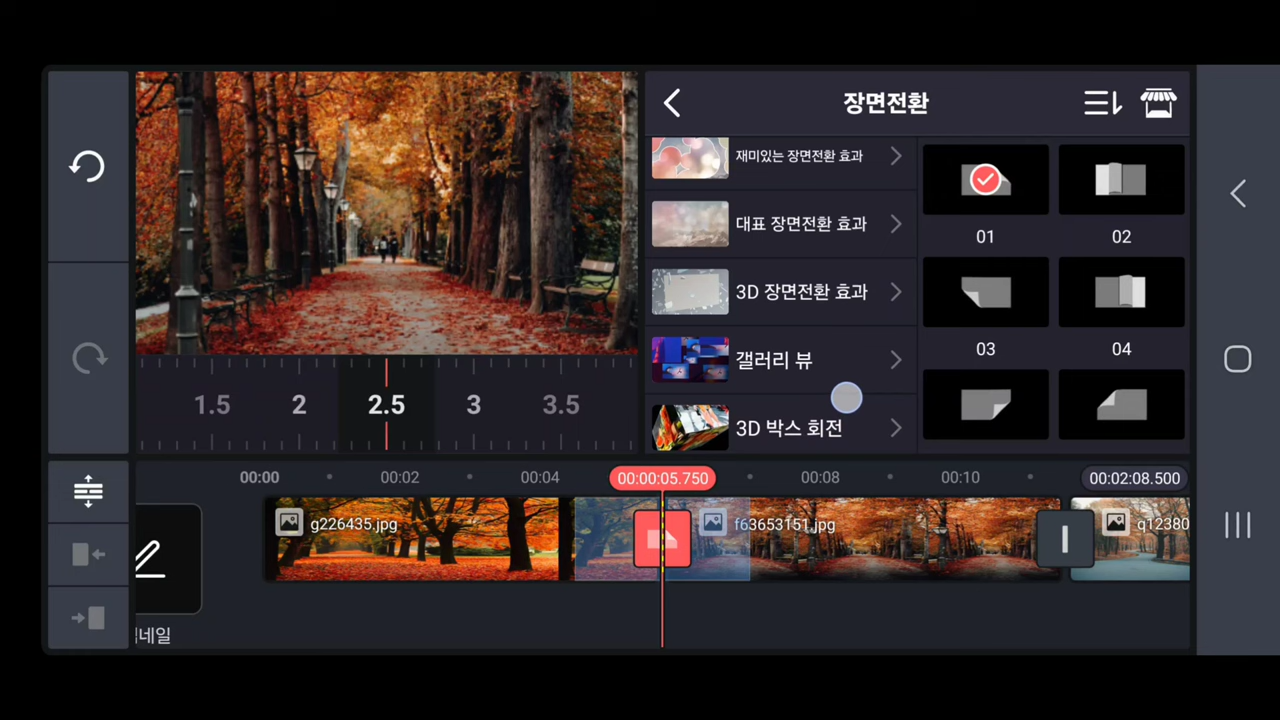 장면전환
재미있는 장면전환 효과
대표 장면전환 효과
3D 장면전환 효과
갤러리 뷰
3D 박스 회전
01
02
03
04
1.5
2
2.5
3
3.5
00:00
00:02
00:04
00:00:05.750
00:08
00:10
00:02:08.500
g226435.jpg
f63653151.jpg
q12380
네일